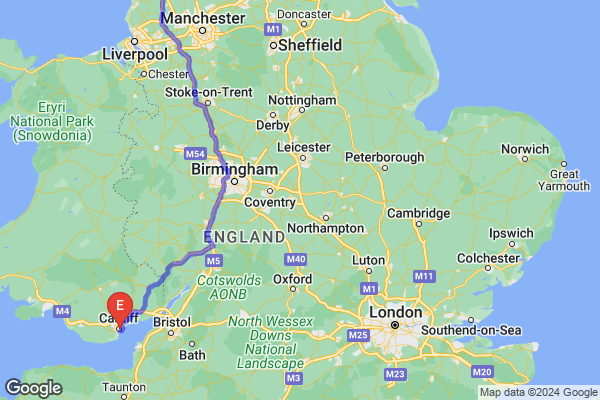 Doncaster
Manchester
M1
Liverpool
Sheffield
Chester
Eryri
National Park
(Snowdonia)
Stoke-on-Trent
Nottingham
Derby
M54
Leicester
Norwich
Peterborough
Birmingham
Great
Yarmouth
Coventry
Northampton
Cambridge
ENGLAND
Ipswich
M5
M40
Luton
M11
Colchester
Cotswolds
AONB
Oxford
E
M4
Cardiff
Bristol
London
North Wessex
Downs
National
Landscape
M25
Southend-on-Sea
Bath
M3
M23
M20
Taunton
Google
Map data ©2024 Google